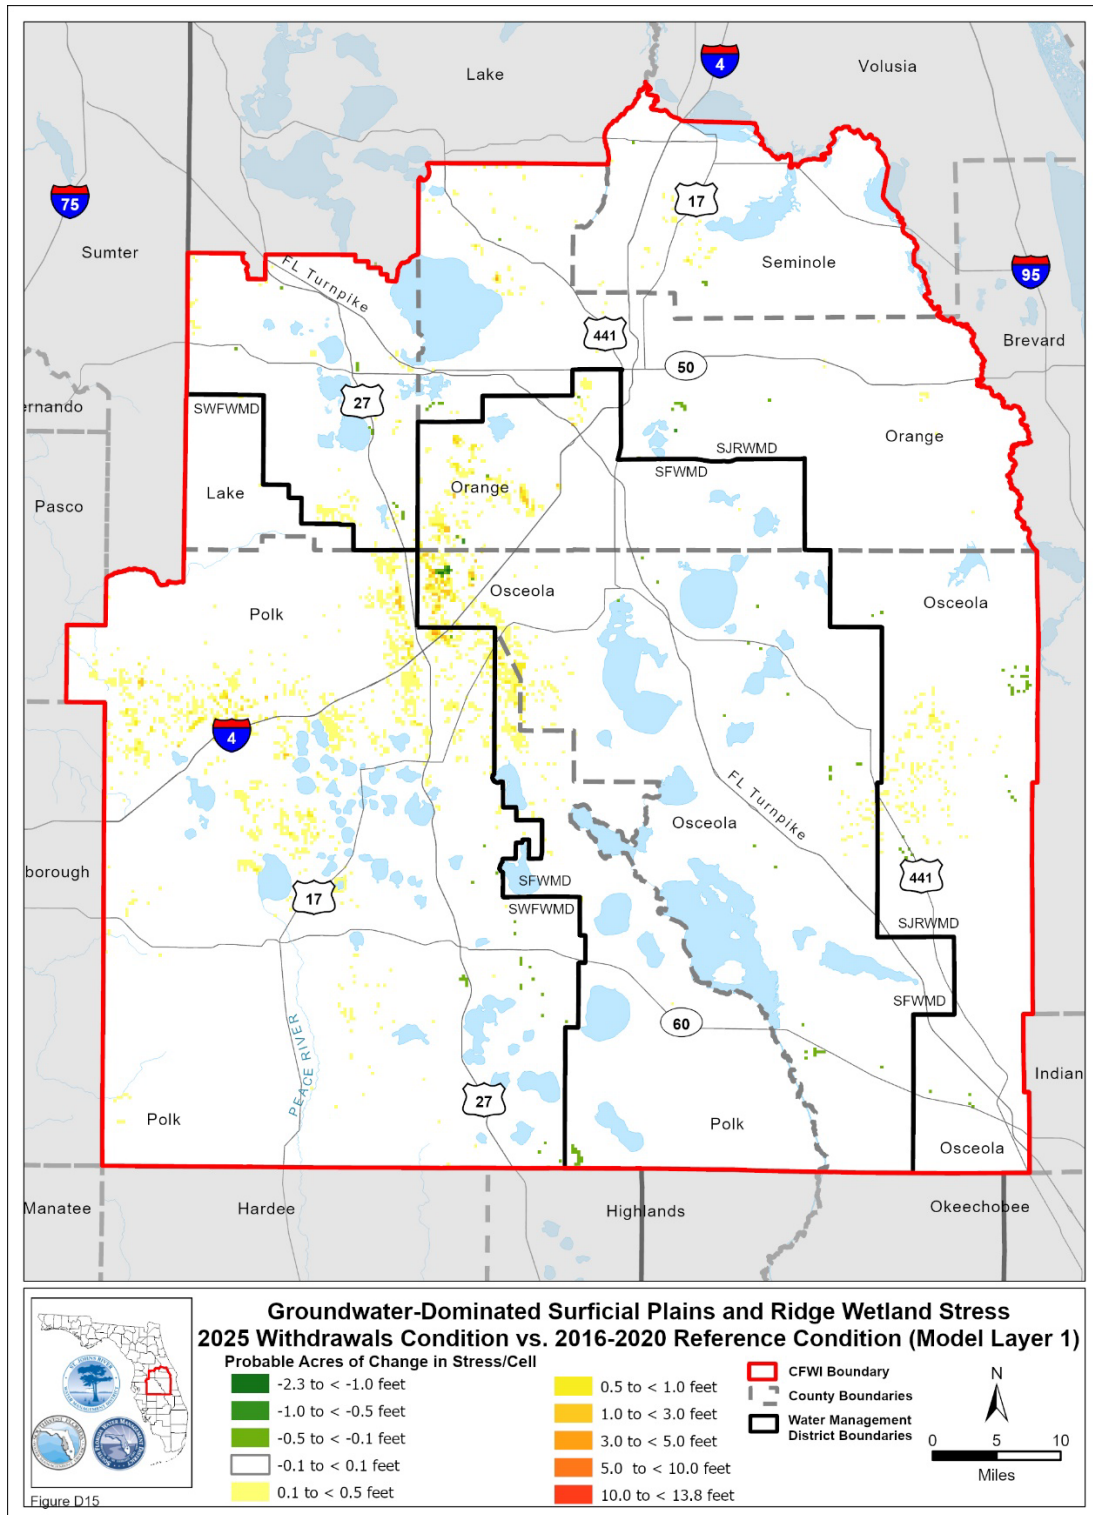 Lake
Volusia
4
75
17
Sumter
Seminole
95
FL Turnpike
441
Brevard
50
ernando
27
SWFWMD
Orange
SJRWMD
SFWMD
Lake
Orange
Pasco
Osceola
Osceola
Polk
4
FL Turnpike
Osceola
borough
SFWMD
441
17
SWFWMD
SJRWMD
SFWMD
60
PEACE RIVER
Indian
27
Polk
Polk
Osceola
Manatee
Hardee
Highlands
Okeechobee
Groundwater-Dominated Surficial Plains and Ridge Wetland Stress
2025 Withdrawals Condition vs. 2016-2020 Reference Condition (Model Layer 1)
Probable Acres of Change in Stress/Cell
-2.3 to < -1.0 feet
-1.0 to < -0.5 feet
-0.5 to < -0.1 feet
-0.1 to < 0.1 feet
0.1 to < 0.5 feet
0.5 to < 1.0 feet
1.0 to < 3.0 feet
3.0 to < 5.0 feet
5.0 to < 10.0 feet
10.0 to < 13.8 feet
CFWI Boundary
County Boundaries
Water Management
District Boundaries
N
0 5 10
Miles
Figure D15